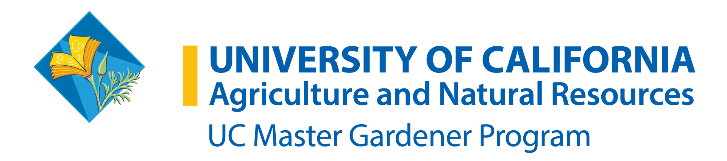 UNIVERSITY OF CALIFORNIA
Agriculture and Natural Resources
UC Master Gardener Program